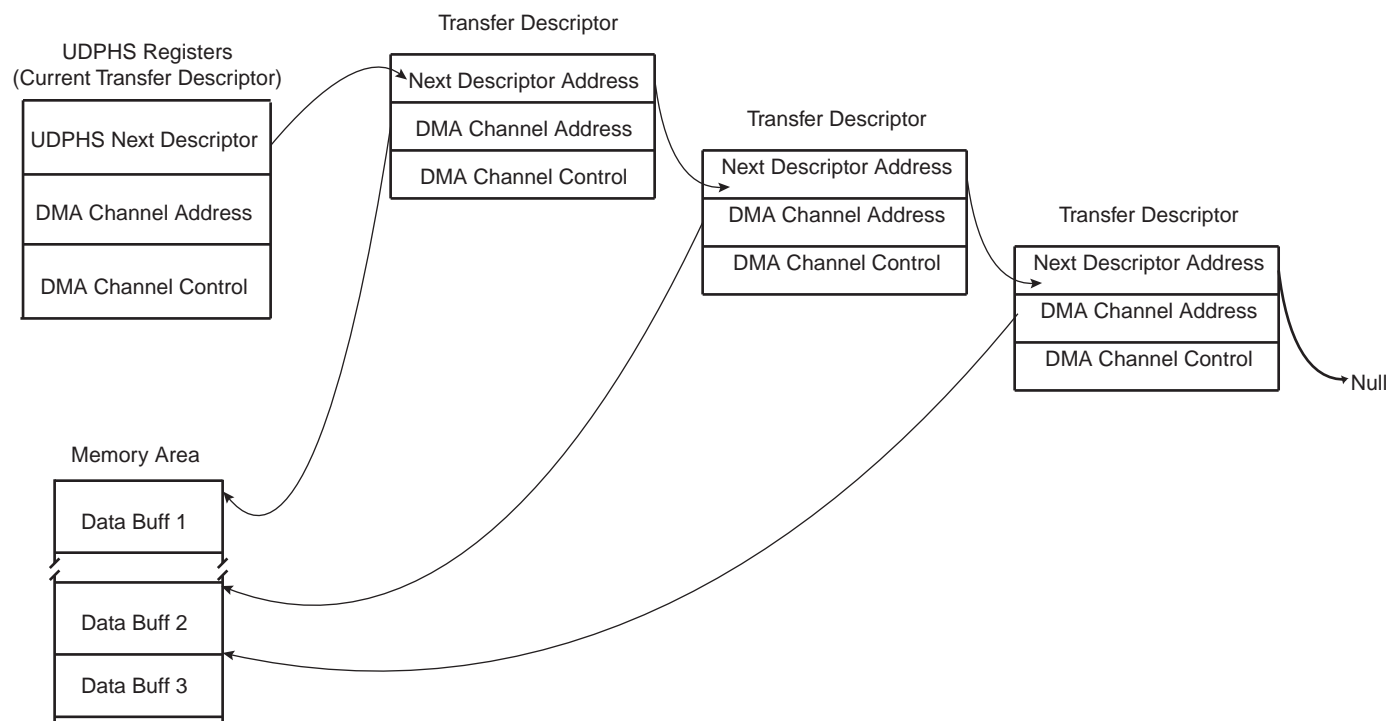 UDPHS Registers
(Current Transfer Descriptor)
UDPHS Next Descriptor
DMA Channel Address
DMA Channel Control
Transfer Descriptor
Next Descriptor Address
DMA Channel Address
DMA Channel Control
Transfer Descriptor
Next Descriptor Address
DMA Channel Address
DMA Channel Control
Transfer Descriptor
Next Descriptor Address
DMA Channel Address
DMA Channel Control
Null
Memory Area
Data Buff 1
Data Buff 2
Data Buff 3